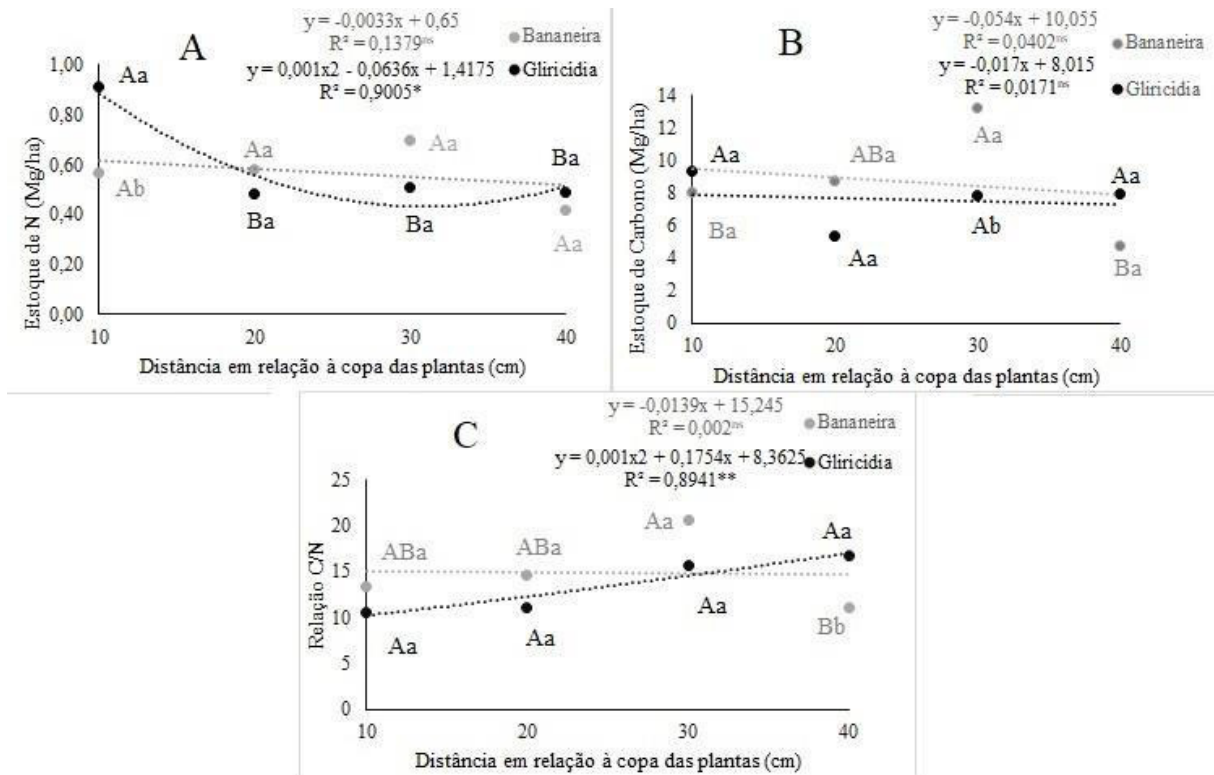 A
y = -0,0033x + 0,65
R² = 0,1379ns
Bananeira
y = 0,001x2 - 0,0636x + 1,4175
R² = 0,9005*
Gliricidia
Estoque de N (Mg/ha)
1,00
0,80
0,60
0,40
0,20
0,00
Aa
Ab
Aa
Ba
Aa
Ba
Ba
Aa
10 20 30 40
Distância em relação à copa das plantas (cm)
B
y = -0,054x + 10,055
R² = 0,0402ns
Bananeira
y = -0,017x + 8,015
R² = 0,0171ns
Gliricidia
Estoque de Carbono (Mg/ha)
14
12
10
8
6
4
2
0
Aa
Ba
ABa
Aa
Aa
Ab
Aa
Ba
10 20 30 40
Distância em relação à copa das plantas (cm)
C
y = -0,0139x + 15,245
R² = 0,002ns
Bananeira
y = 0,001x2 + 0,1754x + 8,3625
R² = 0,8941**
Gliricidia
Relação C/N
25
20
15
10
5
0
ABa
Aa
ABa
Aa
Aa
Aa
Aa
Bb
10 20 30 40
Distância em relação à copa das plantas (cm)